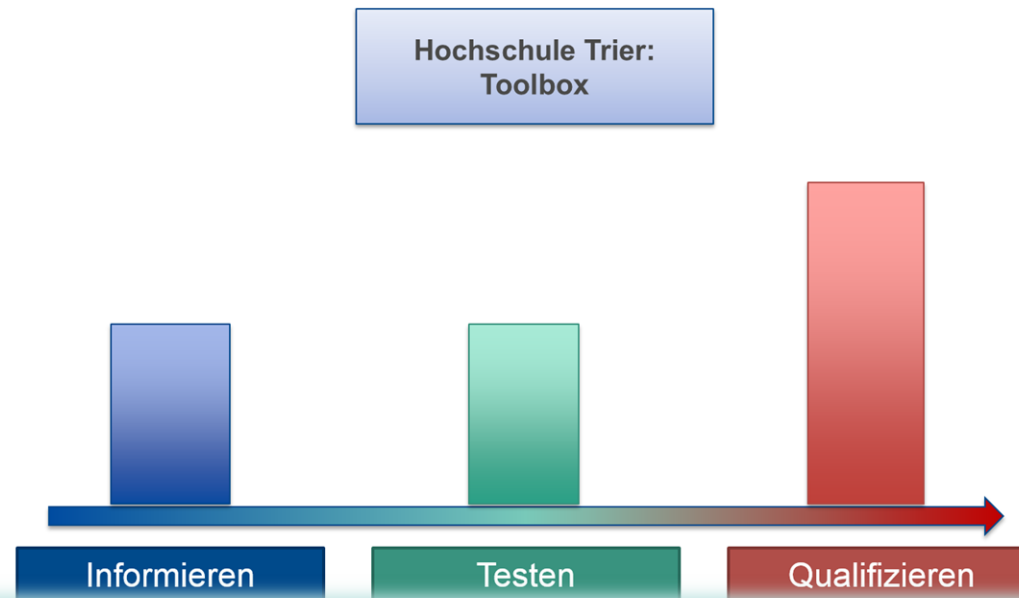 Hochschule Trier:
Toolbox
Informieren
Testen
Qualifizieren